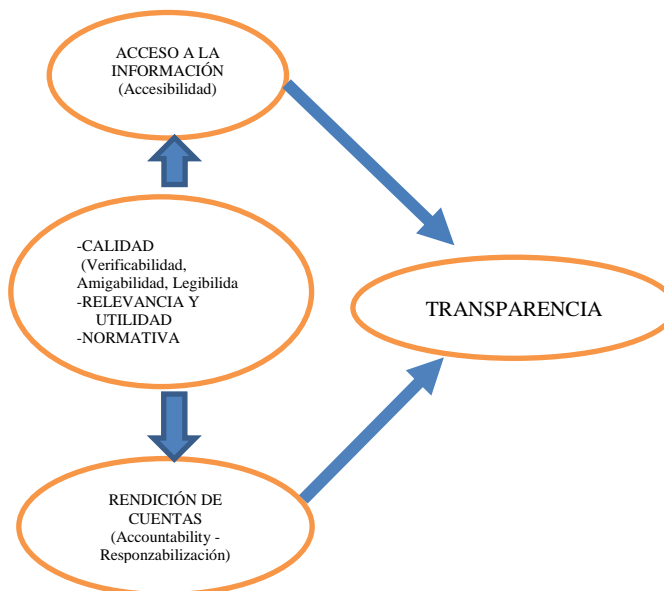 ACCESO A LA
INFORMACIÓN
(Accesibilidad)
-CALIDAD
(Verificabilidad,
Amigabilidad, Legibilida
-RELEVANCIA Y
UTILIDAD
-NORMATIVA
TRANSPARENCIA
RENDICIÓN DE
CUENTAS
(Accountability -
Responzabilización)